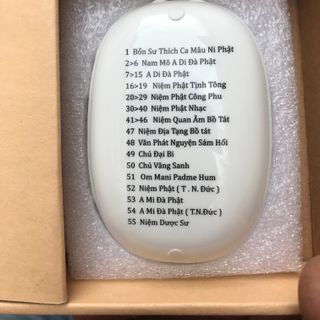 1 Bổn Sư Thích Ca Mâu Ni Phật
2>6 Nam Mô A Di Đà Phật
7>15 A Di Đà Phật
16>19 Niệm Phật Tịnh Tông
20>29 Niệm Phật Công Phu
30>40 Niệm Phật Nhạc
41>46 Niệm Quan Âm Bồ Tát
47 Niệm Địa Tạng Bồ tát
48 Văn Phát Nguyện Sám Hối
49 Chú Đại Bi
50 Chú Vãng Sanh
51 Om Mani Padme Hum
52 Niệm Phật ( T . N. Đức )
53 A Mi Đà Phật
54 A Mi Đà Phật ( T.N.Đức )
55 Niệm Dược Sư